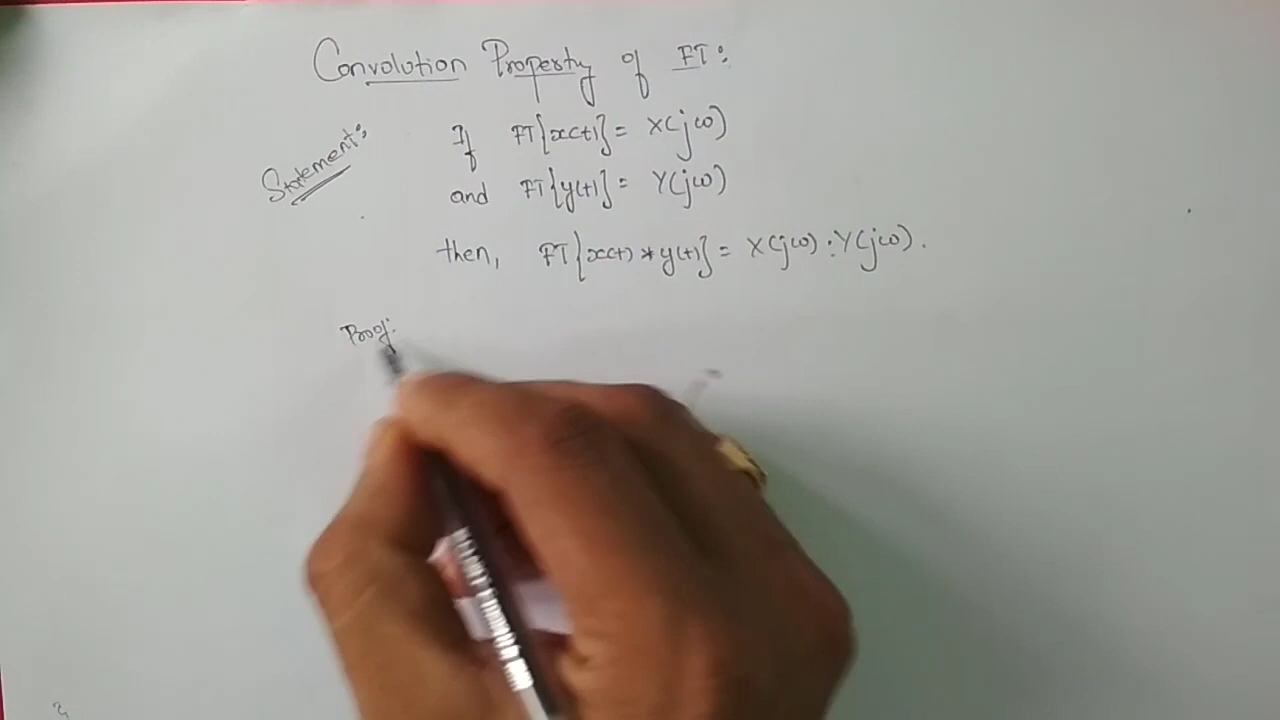 Convolution Property of FT:
Statement: If FT{x(t)} = X(jω)
and FT{y(t)} = Y(jω)
then, FT{x(t) * y(t)} = X(jω) . Y(jω).
Proof: